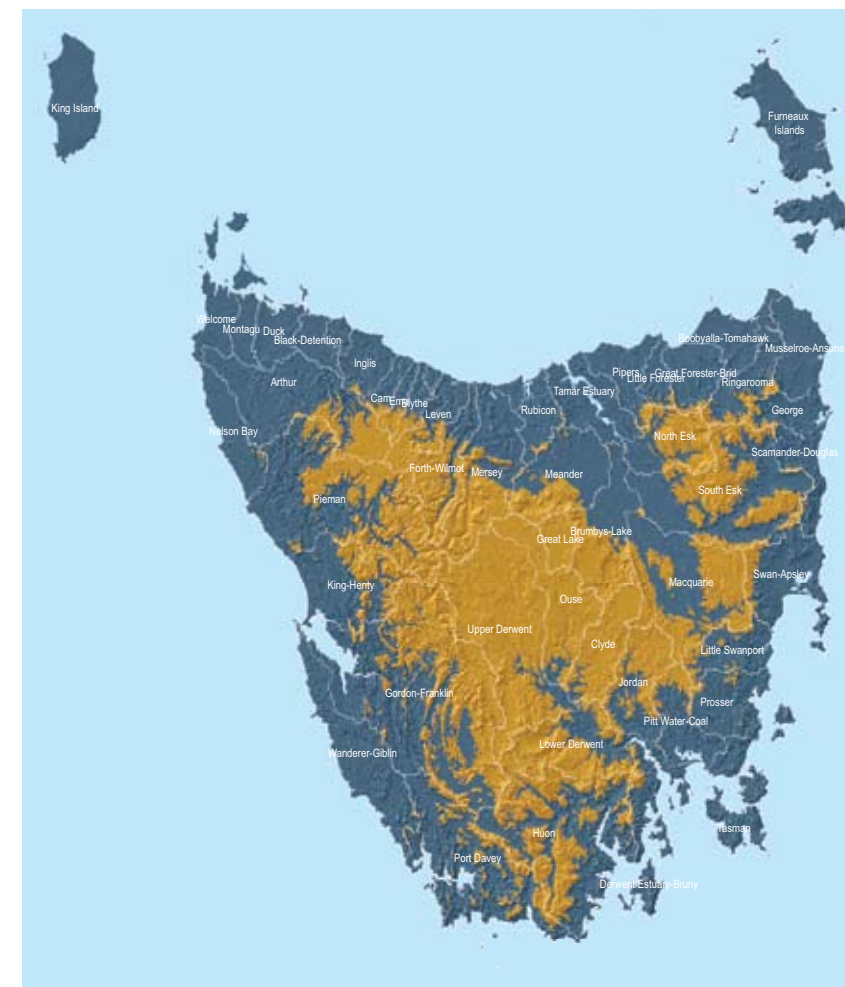 King Island
Furneaux
Islands
Welcome
Montagu
Duck
Black-Detention
Boobyalla-Tomahawk
Musselroe-Ansons
Inglis
Arthur
Pipers
Little Forester
Great Forester-Brid
Ringarooma
Tamar Estuary
Cam
Emu
Blythe
Leven
Rubicon
George
Nelson Bay
North Esk
Scamander-Douglas
Forth-Wilmot
Mersey
Meander
South Esk
Pieman
Brumbys-Lake
Great Lake
King-Henty
Macquarie
Swan-Apsley
Ouse
Upper Derwent
Clyde
Little Swanport
Jordan
Gordon-Franklin
Prosser
Pitt Water-Coal
Lower Derwent
Wanderer-Giblin
Tasman
Huon
Port Davey
Derwent Estuary-Bruny